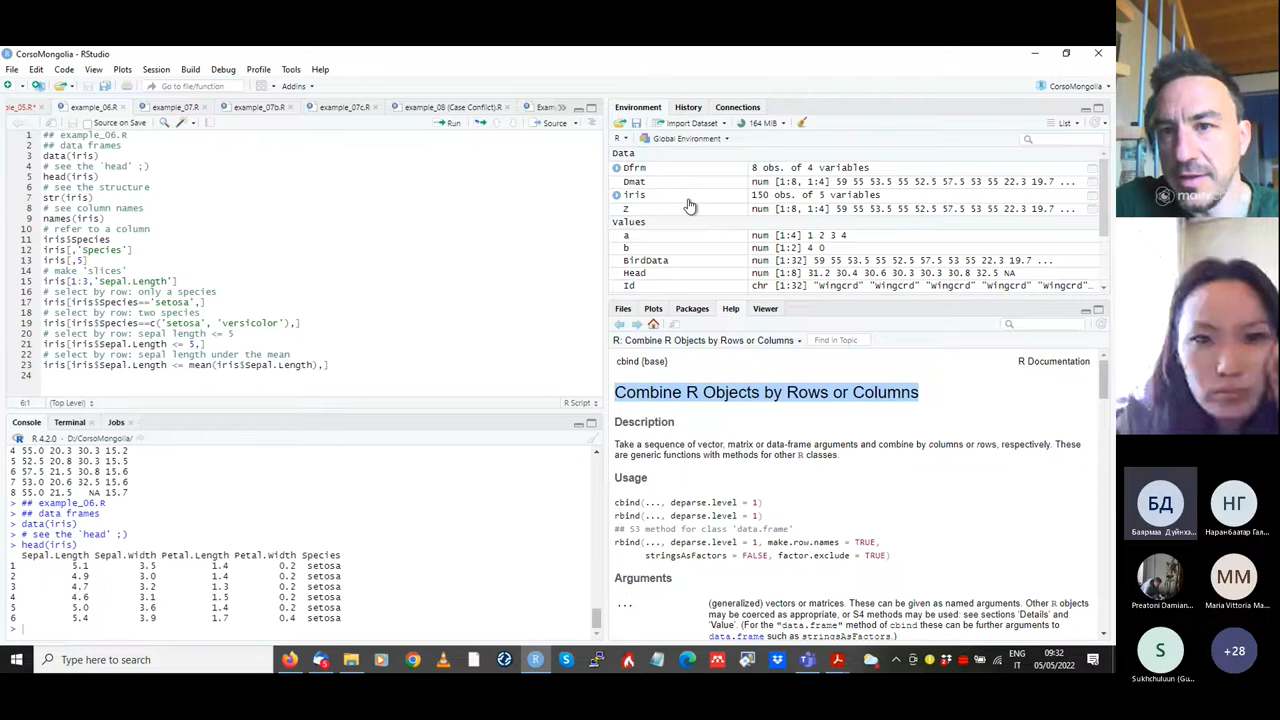 CorsoMongolia - RStudio
File Edit Code View Plots Session Build Debug Profile Tools Help
Go to file/function Addins CorsoMongolia
le_05.R* example_06.R example_07.R example_07b.R example_07c.R example_08 (Case Conflict).R Exam
Source on Save Run Source
1 ## example_06.R
2 ## data frames
3 data(iris)
4 # see the `head` ;)
5 head(iris)
6 # see the structure
7 str(iris)
8 # see column names
9 names(iris)
10 # refer to a column
11 iris$Species
12 iris[,'Species']
13 iris[,5]
14 # make 'slices'
15 iris[1:3,'Sepal.Length']
16 # select by row: only a species
17 iris[iris$Species=='setosa',]
18 # select by row: two species
19 iris[iris$Species==c('setosa', 'versicolor'),]
20 # select by row: sepal length <= 5
21 iris[iris$Sepal.Length <= 5,]
22 # select by row: sepal length under the mean
23 iris[iris$Sepal.Length <= mean(iris$Sepal.Length),]
24
6:1 (Top Level) R Script
Console Terminal Jobs
R 4.2.0 · D:/CorsoMongolia/
4 55.0 20.3 30.3 15.2
5 52.5 20.8 30.3 15.5
6 57.5 21.5 30.8 15.6
7 53.0 20.6 32.5 15.6
8 55.0 21.5 NA 15.7
> ## example_06.R
> ## data frames
> data(iris)
> # see the `head` ;)
> head(iris)
Sepal.Length Sepal.Width Petal.Length Petal.Width Species
1 5.1 3.5 1.4 0.2 setosa
2 4.9 3.0 1.4 0.2 setosa
3 4.7 3.2 1.3 0.2 setosa
4 4.6 3.1 1.5 0.2 setosa
5 5.0 3.6 1.4 0.2 setosa
6 5.4 3.9 1.7 0.4 setosa
>
Environment History Connections
Import Dataset 164 MiB List
R Global Environment
Data
Dfrm 8 obs. of 4 variables
Dmat num [1:8, 1:4] 59 55 53.5 55 52.5 57.5 53 55 22.3 19.7 ...
iris 150 obs. of 5 variables
Z num [1:8, 1:4] 59 55 53.5 55 52.5 57.5 53 55 22.3 19.7 ...
Values
a num [1:4] 1 2 3 4
b num [1:2] 4 0
BirdData num [1:32] 59 55 53.5 55 52.5 57.5 53 55 22.3 19.7 ...
Head num [1:8] 31.2 30.4 30.6 30.3 30.3 30.8 32.5 NA
Id chr [1:32] "wingcrd" "wingcrd" "wingcrd" "wingcrd" "w...
Files Plots Packages Help Viewer
R: Combine R Objects by Rows or Columns Find in Topic
cbind {base} R Documentation
Combine R Objects by Rows or Columns
Description
Take a sequence of vector, matrix or data-frame arguments and combine by columns or rows, respectively. These
are generic functions with methods for other R classes.
Usage
cbind(..., deparse.level = 1)
rbind(..., deparse.level = 1)
## S3 method for class 'data.frame'
rbind(..., deparse.level = 1, make.row.names = TRUE,
stringsAsFactors = FALSE, factor.exclude = TRUE)
Arguments
... (generalized) vectors or matrices. These can be given as named arguments. Other R objects
may be coerced as appropriate, or S4 methods may be used: see sections 'Details' and
'Value'. (For the "data.frame" method of cbind these can be further arguments to
data.frame such as stringsAsFactors.)
БД НГ
Баярмаа Дүйнхэ... Наранбаатар Гал...
MM
Preatoni Damian... Maria Vittoria Ma...
S +28
Sukhchuluun (Gu...
Type here to search
ENG
IT
09:32
05/05/2022